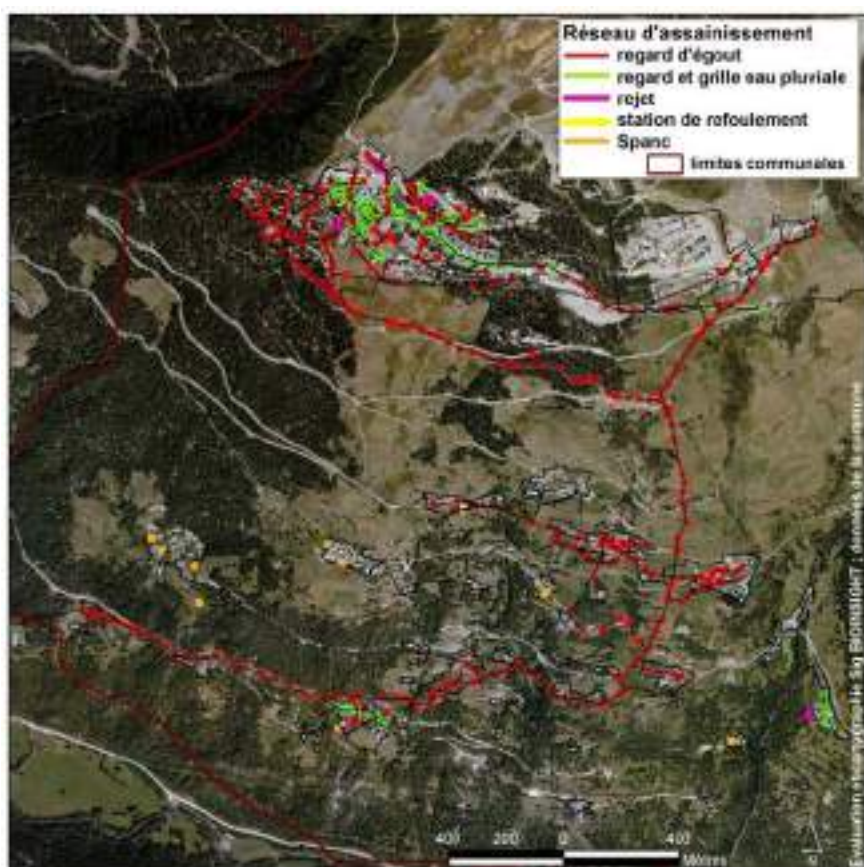 Réseau d'assainissement
regard d'égout
regard et grille eau pluviale
rejet
station de refoulement
Spanc
limites communales
400 200 0 400
Mètres